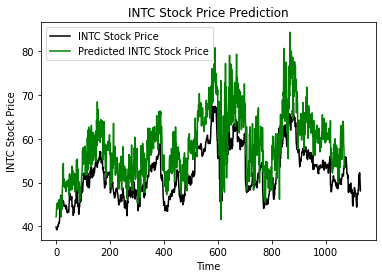 INTC Stock Price Prediction
INTC Stock Price
Predicted INTC Stock Price
INTC Stock Price
80
70
60
50
40
0 200 400 600 800 1000
Time